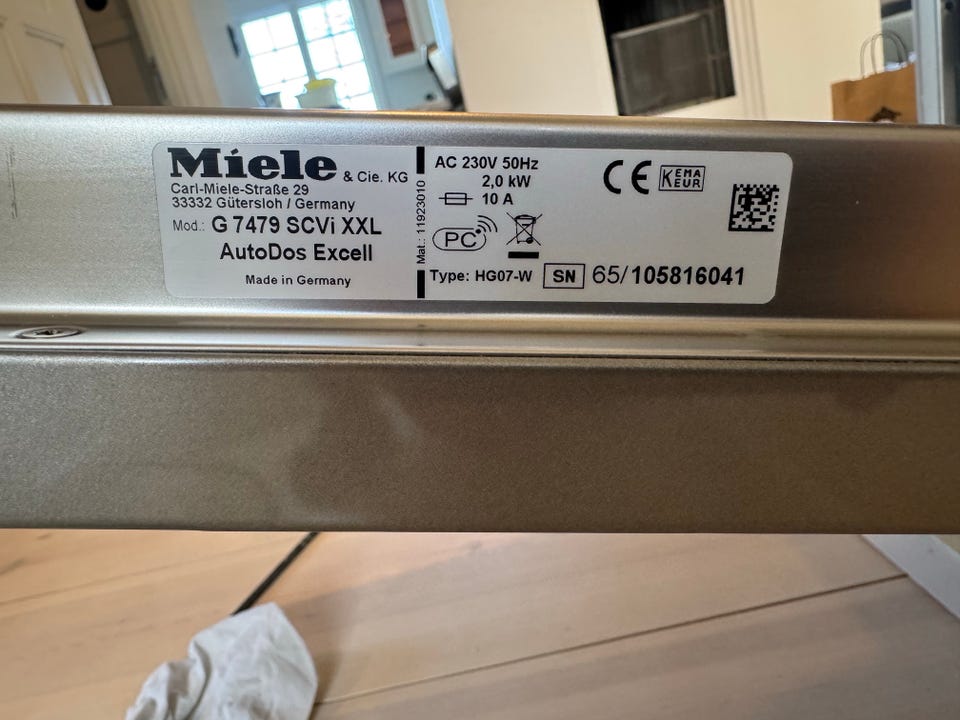 Miele & Cie. KG
Carl-Miele-Straße 29
33332 Gütersloh / Germany
Mod.: G 7479 SCVi XXL
AutoDos Excell
Made in Germany
Mat.: 11923010
AC 230V 50Hz
2,0 kW
10 A
CE KEMA KEUR
PC
Type: HG07-W SN 65/105816041